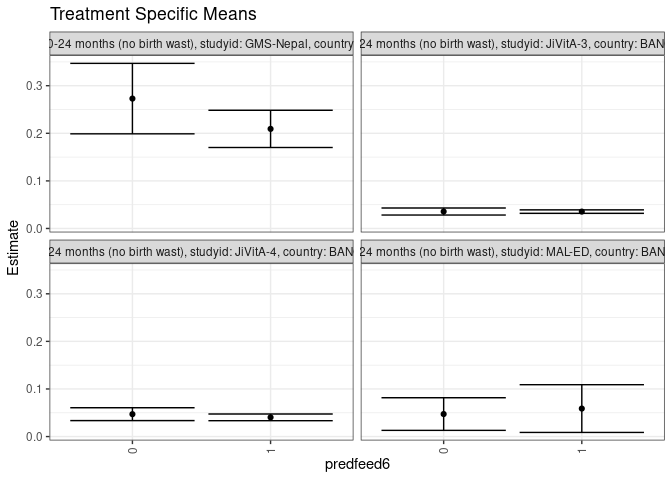 Treatment Specific Means
0-24 months (no birth wast), studyid: GMS-Nepal, country
24 months (no birth wast), studyid: JiVitA-3, country: BAN
0.3
0.2
0.1
0.0
24 months (no birth wast), studyid: JiVitA-4, country: BAN
24 months (no birth wast), studyid: MAL-ED, country: BAN
0.3
0.2
0.1
0.0
Estimate
0
1
0
1
predfeed6